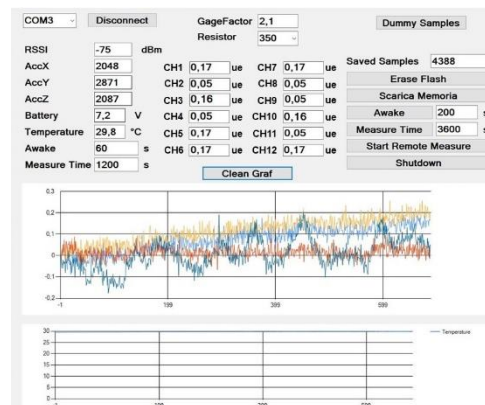 COM3 Disconnect GageFactor 2,1 Dummy Samples
Resistor 350
RSSI -75 dBm
AccX 2048 CH1 0,17 ue CH7 0,17 ue Saved Samples 4388
AccY 2871 CH2 0,05 ue CH8 0,05 ue Erase Flash
AccZ 2087 CH3 0,16 ue CH9 0,05 ue Scarica Memoria
Battery 7,2 V CH4 0,05 ue CH10 0,16 ue Awake 200 s
Temperature 29,8 °C CH5 0,17 ue CH11 0,05 ue Measure Time 3600 s
Awake 60 s CH6 0,17 ue CH12 0,17 ue Start Remote Measure
Measure Time 1200 s Shutdown
Clean Graf
0,3
0,2
0,1
0
-0,1
-0,2
-1 199 399 599
30
25
20
15
10
5
0
Temperature